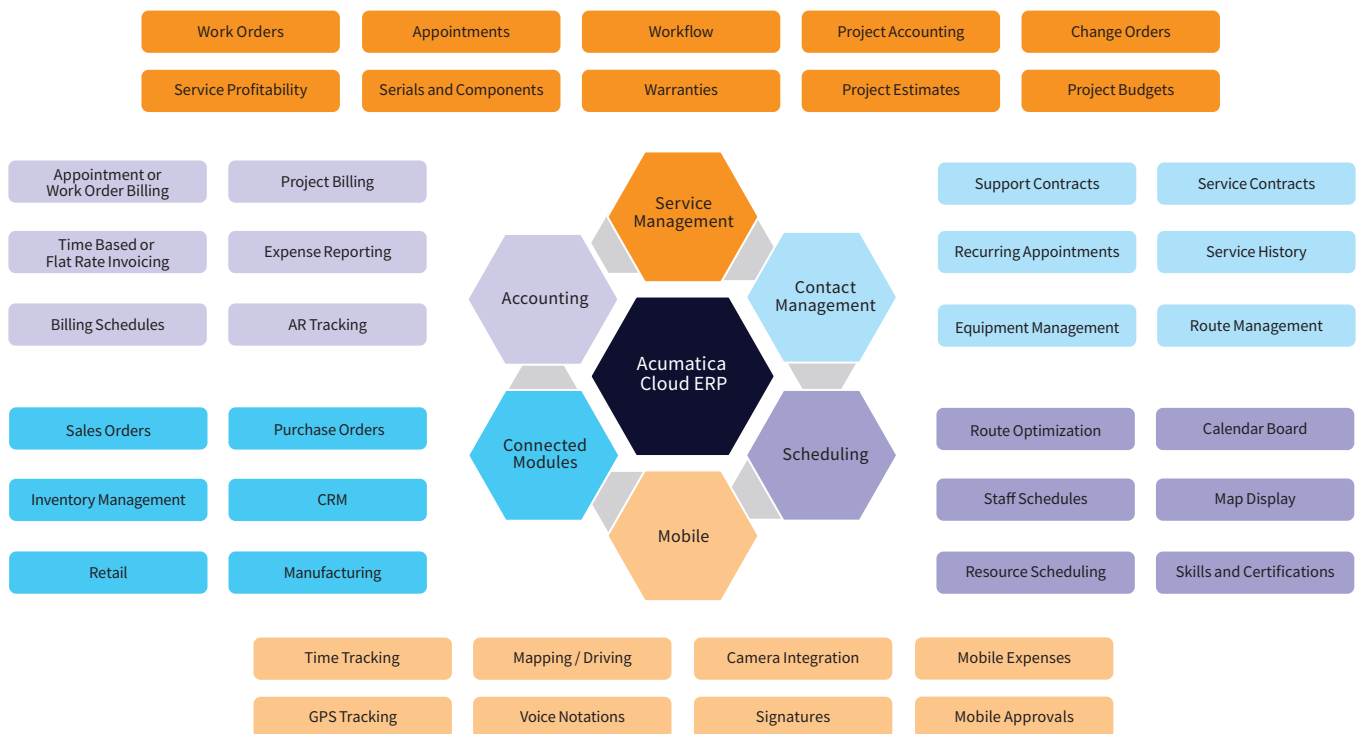 Work Orders
Appointments
Workflow
Project Accounting
Change Orders
Service Profitability
Serials and Components
Warranties
Project Estimates
Project Budgets
Appointment or
Work Order Billing
Project Billing
Time Based or
Flat Rate Invoicing
Expense Reporting
Billing Schedules
AR Tracking
Service
Management
Accounting
Contact
Management
Acumatica
Cloud ERP
Connected
Modules
Scheduling
Mobile
Support Contracts
Service Contracts
Recurring Appointments
Service History
Equipment Management
Route Management
Sales Orders
Purchase Orders
Inventory Management
CRM
Retail
Manufacturing
Route Optimization
Calendar Board
Staff Schedules
Map Display
Resource Scheduling
Skills and Certifications
Time Tracking
Mapping / Driving
Camera Integration
Mobile Expenses
GPS Tracking
Voice Notations
Signatures
Mobile Approvals